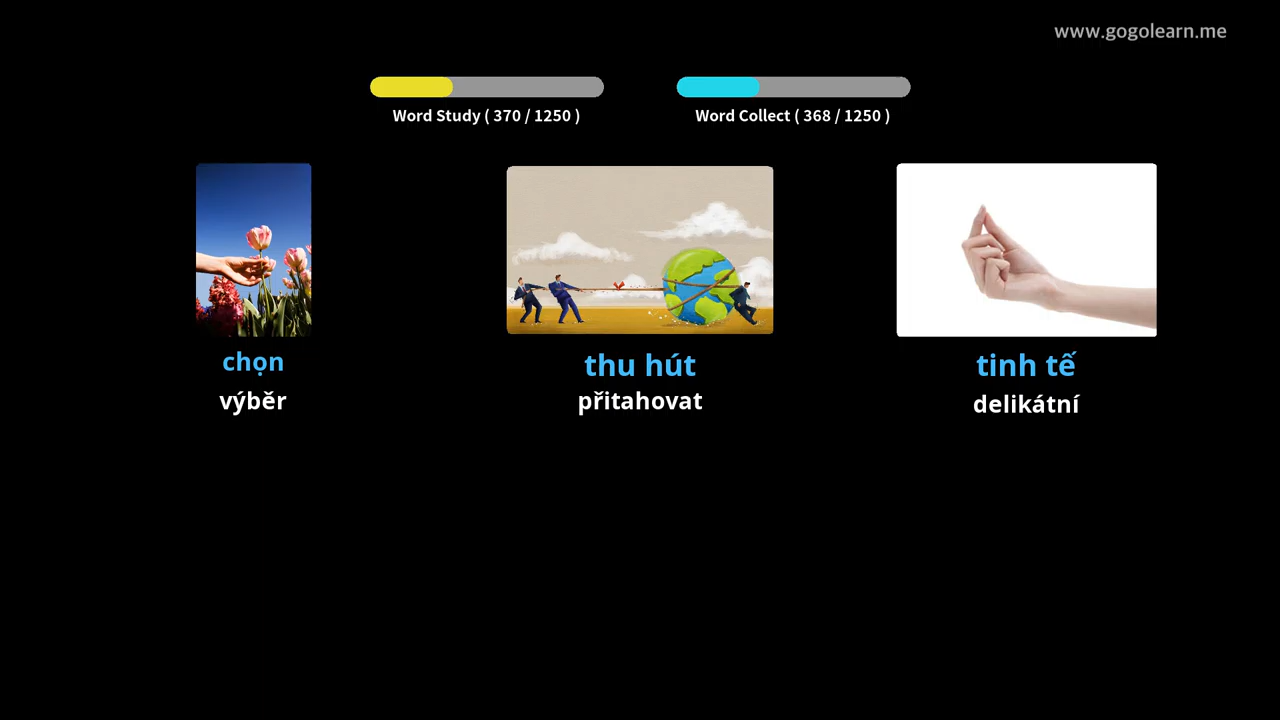 www.gogolearn.me
Word Study ( 370 / 1250 )
Word Collect ( 368 / 1250 )
chọn
thu hút
tinh tế
výběr
přitahovat
delikátní